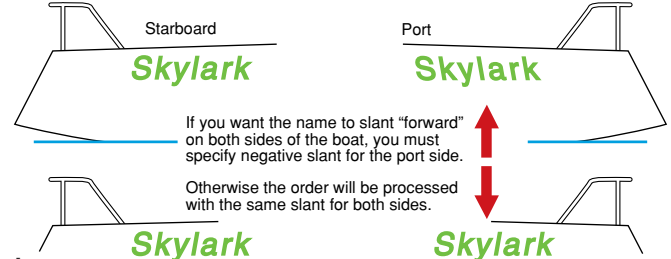 Starboard
Port
Skylark
Skylark
If you want the name to slant “forward”
on both sides of the boat, you must
specify negative slant for the port side.
Otherwise the order will be processed
with the same slant for both sides.
Skylark
Skylark